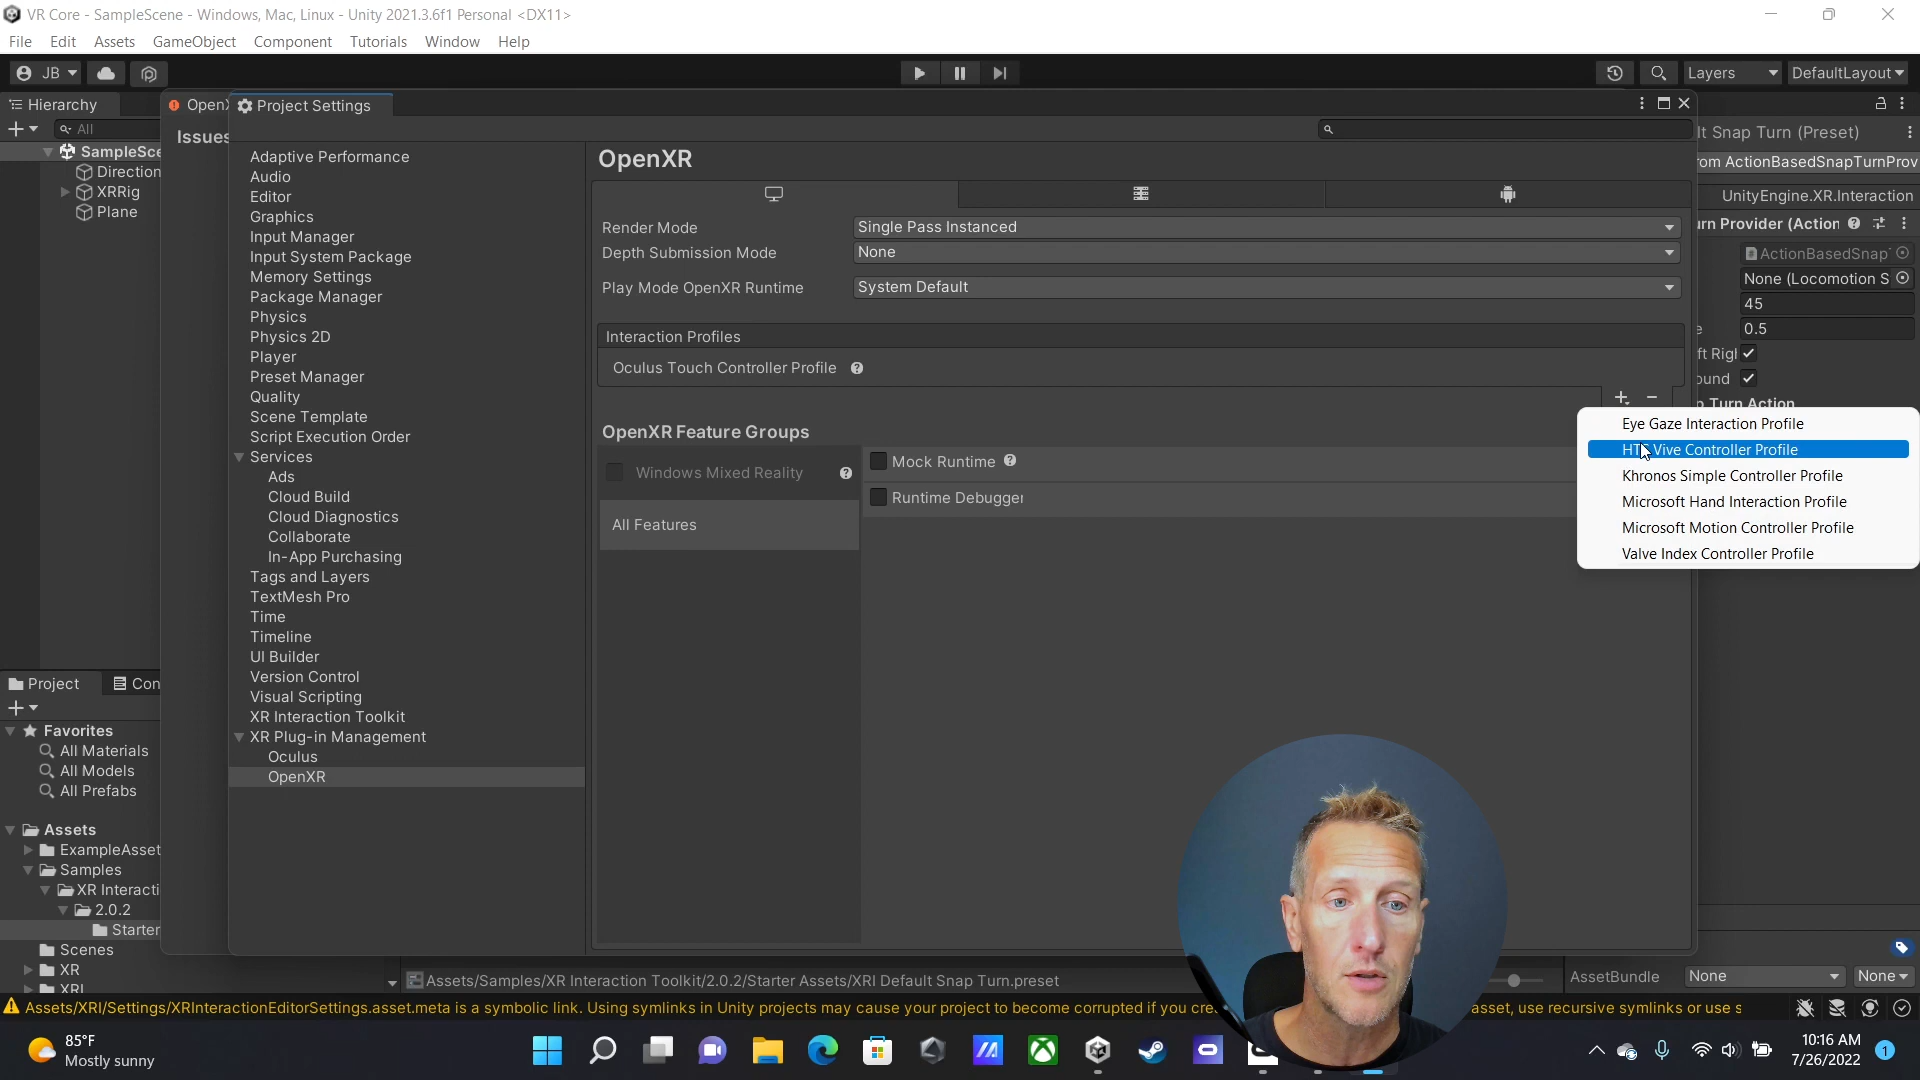 VR Core - SampleScene - Windows, Mac, Linux - Unity 2021.3.6f1 Personal <DX11>
File Edit Assets GameObject Component Tutorials Window Help
JB
Layers
DefaultLayout
Hierarchy
All
SampleSce
Direction
XRRig
Plane
OpenX
Issues
Project Settings
Adaptive Performance
Audio
Editor
Graphics
Input Manager
Input System Package
Memory Settings
Package Manager
Physics
Physics 2D
Player
Preset Manager
Quality
Scene Template
Script Execution Order
Services
Ads
Cloud Build
Cloud Diagnostics
Collaborate
In-App Purchasing
Tags and Layers
TextMesh Pro
Time
Timeline
UI Builder
Version Control
Visual Scripting
XR Interaction Toolkit
XR Plug-in Management
Oculus
OpenXR
OpenXR
Render Mode Single Pass Instanced
Depth Submission Mode None
Play Mode OpenXR Runtime System Default
Interaction Profiles
Oculus Touch Controller Profile
OpenXR Feature Groups
Windows Mixed Reality
All Features
Mock Runtime
Runtime Debugger
Eye Gaze Interaction Profile
HTC Vive Controller Profile
Khronos Simple Controller Profile
Microsoft Hand Interaction Profile
Microsoft Motion Controller Profile
Valve Index Controller Profile
lt Snap Turn (Preset)
om ActionBasedSnapTurnProv
UnityEngine.XR.Interaction
urn Provider (Action
ActionBasedSnap
None (Locomotion S
45
e 0.5
ft Righ
ound
p Turn Action
Project
Con
Favorites
All Materials
All Models
All Prefabs
Assets
ExampleAsset
Samples
XR Interacti
2.0.2
Starter
Scenes
XR
XRI
Assets/Samples/XR Interaction Toolkit/2.0.2/Starter Assets/XRI Default Snap Turn.preset
AssetBundle None None
Assets/XRI/Settings/XRInteractionEditorSettings.asset.meta is a symbolic link. Using symlinks in Unity projects may cause your project to become corrupted if you cre
asset, use recursive symlinks or use s
85°F
Mostly sunny
10:16 AM
7/26/2022
1